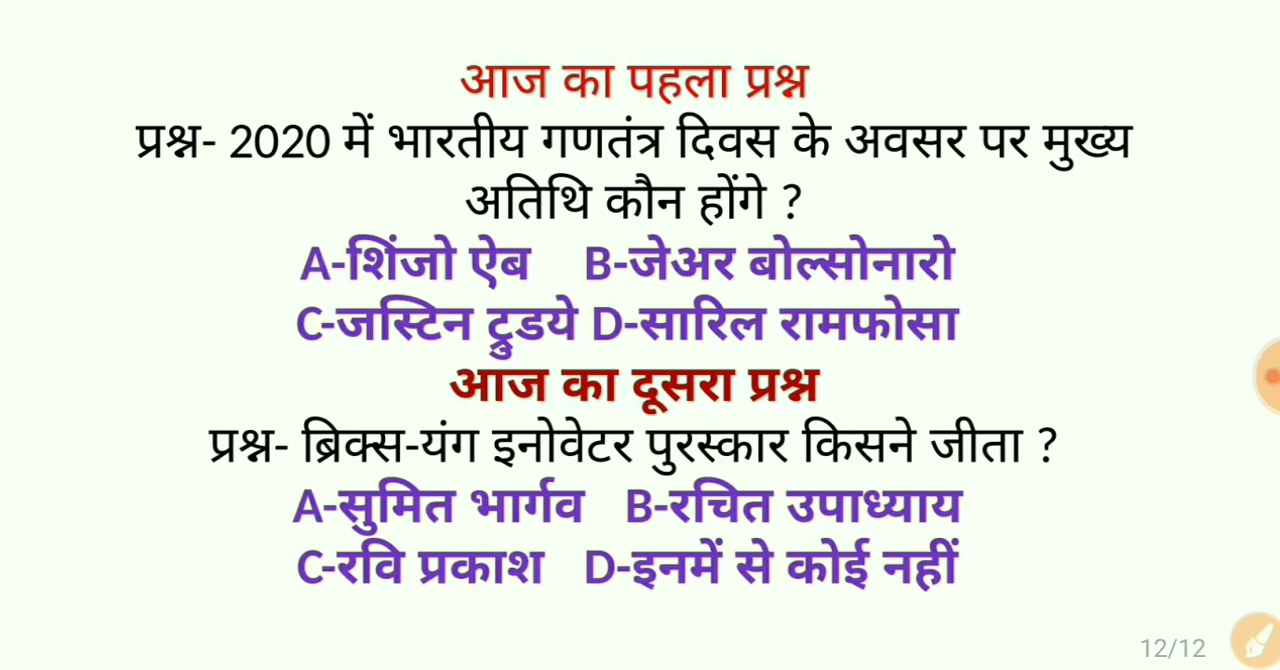 आज का पहला प्रश्न
प्रश्न- 2020 में भारतीय गणतंत्र दिवस के अवसर पर मुख्य
अतिथि कौन होंगे ?
A-शिंजो ऐब B-जेअर बोल्सोनारो
C-जस्टिन ट्रुडये D-सारिल रामफोसा
आज का दूसरा प्रश्न
प्रश्न- ब्रिक्स-यंग इनोवेटर पुरस्कार किसने जीता ?
A-सुमित भार्गव B-रचित उपाध्याय
C-रवि प्रकाश D-इनमें से कोई नहीं
12/12